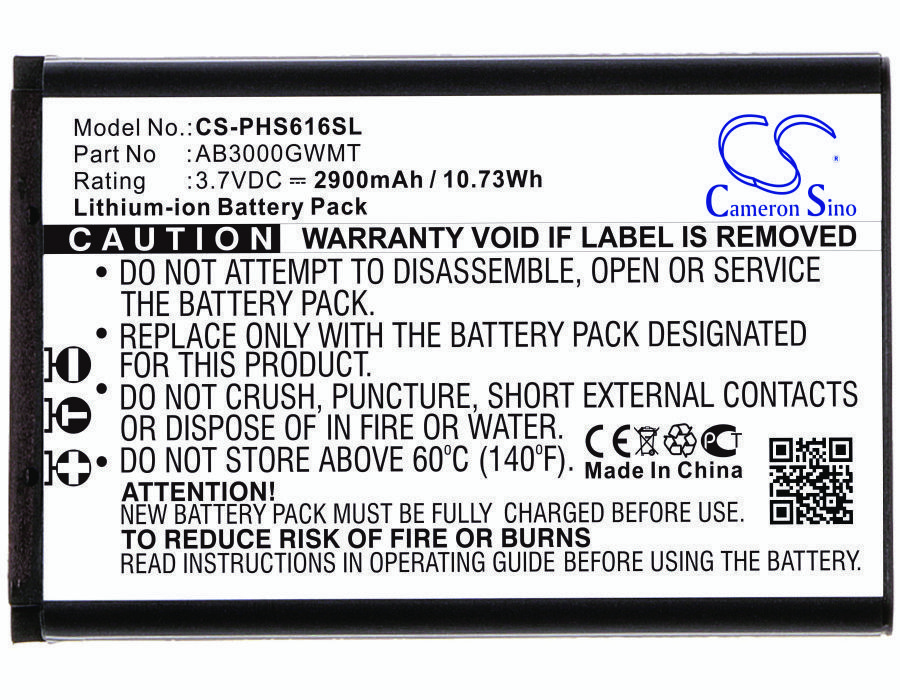 Model No.: CS-PHS616SL
Part No : AB3000GWMT
Rating : 3.7VDC ⎓ 2900mAh / 10.73Wh
Lithium-ion Battery Pack
CS
®
Cameron Sino
CAUTION WARRANTY VOID IF LABEL IS REMOVED
• DO NOT ATTEMPT TO DISASSEMBLE, OPEN OR SERVICE
THE BATTERY PACK.
• REPLACE ONLY WITH THE BATTERY PACK DESIGNATED
FOR THIS PRODUCT.
• DO NOT CRUSH, PUNCTURE, SHORT EXTERNAL CONTACTS
OR DISPOSE OF IN FIRE OR WATER.
• DO NOT STORE ABOVE 60°C (140°F).
CE PCT
Made In China
T
ATTENTION!
NEW BATTERY PACK MUST BE FULLY CHARGED BEFORE USE.
TO REDUCE RISK OF FIRE OR BURNS
READ INSTRUCTIONS IN OPERATING GUIDE BEFORE USING THE BATTERY.